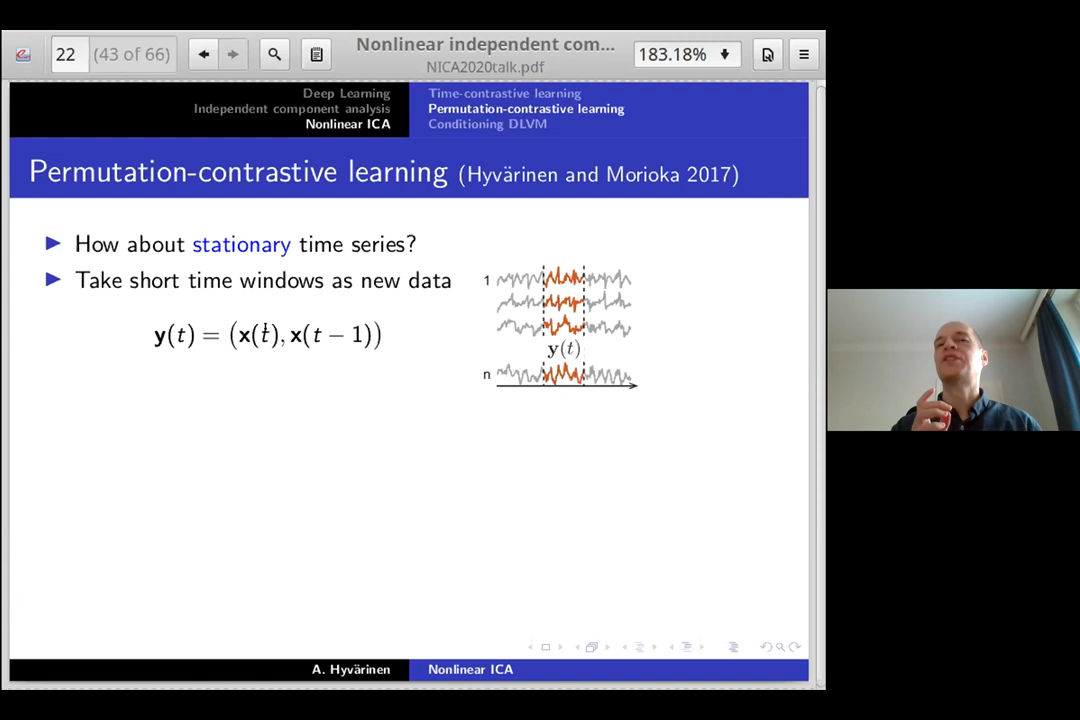 22 (43 of 66) Nonlinear independent com... 183.18%
NICA2020talk.pdf
Deep Learning
Independent component analysis
Nonlinear ICA
Time-contrastive learning
Permutation-contrastive learning
Conditioning DLVM
Permutation-contrastive learning (Hyvärinen and Morioka 2017)
How about stationary time series?
Take short time windows as new data
y(t) = (x(t), x(t − 1))
1
y(t)
n
A. Hyvärinen Nonlinear ICA